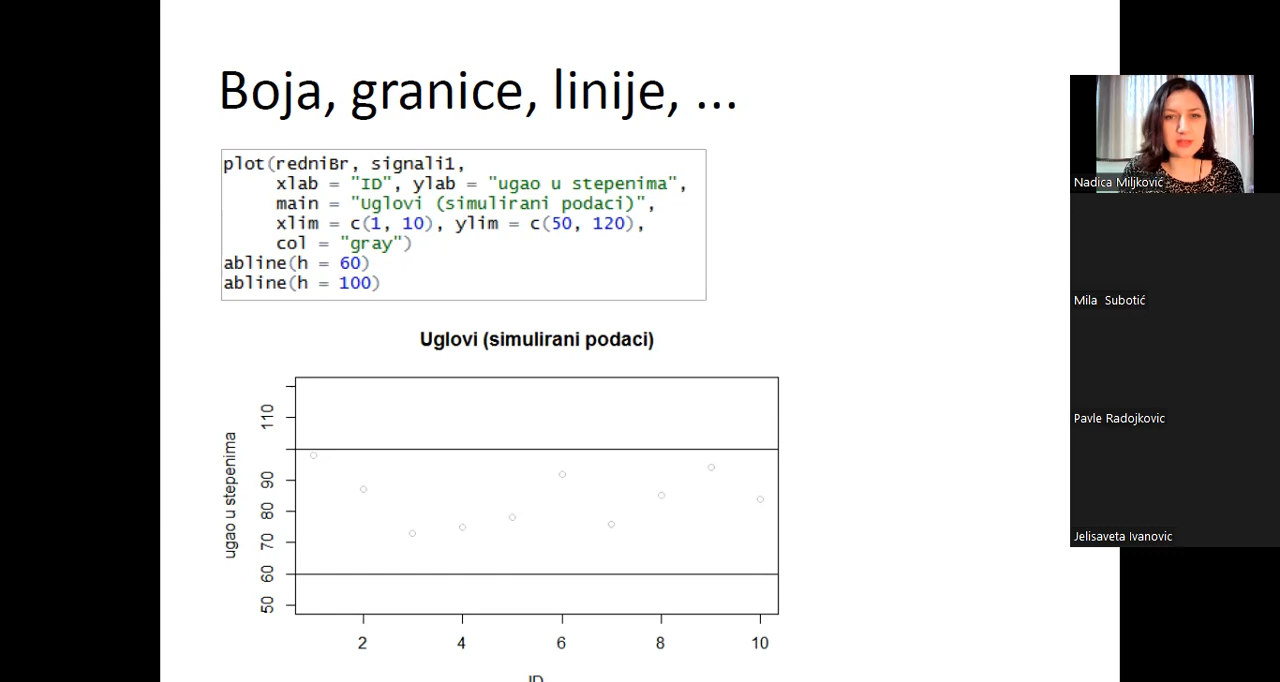 Boja, granice, linije, ...
plot(redniBr, signali1,
xlab = "ID", ylab = "ugao u stepenima",
main = "Uglovi (simulirani podaci)",
xlim = c(1, 10), ylim = c(50, 120),
col = "gray")
abline(h = 60)
abline(h = 100)
Uglovi (simulirani podaci)
ugao u stepenima
110
90
80
70
60
50
2 4 6 8 10
ID
Nadica Miljković
Mila Subotić
Pavle Radojkovic
Jelisaveta Ivanovic